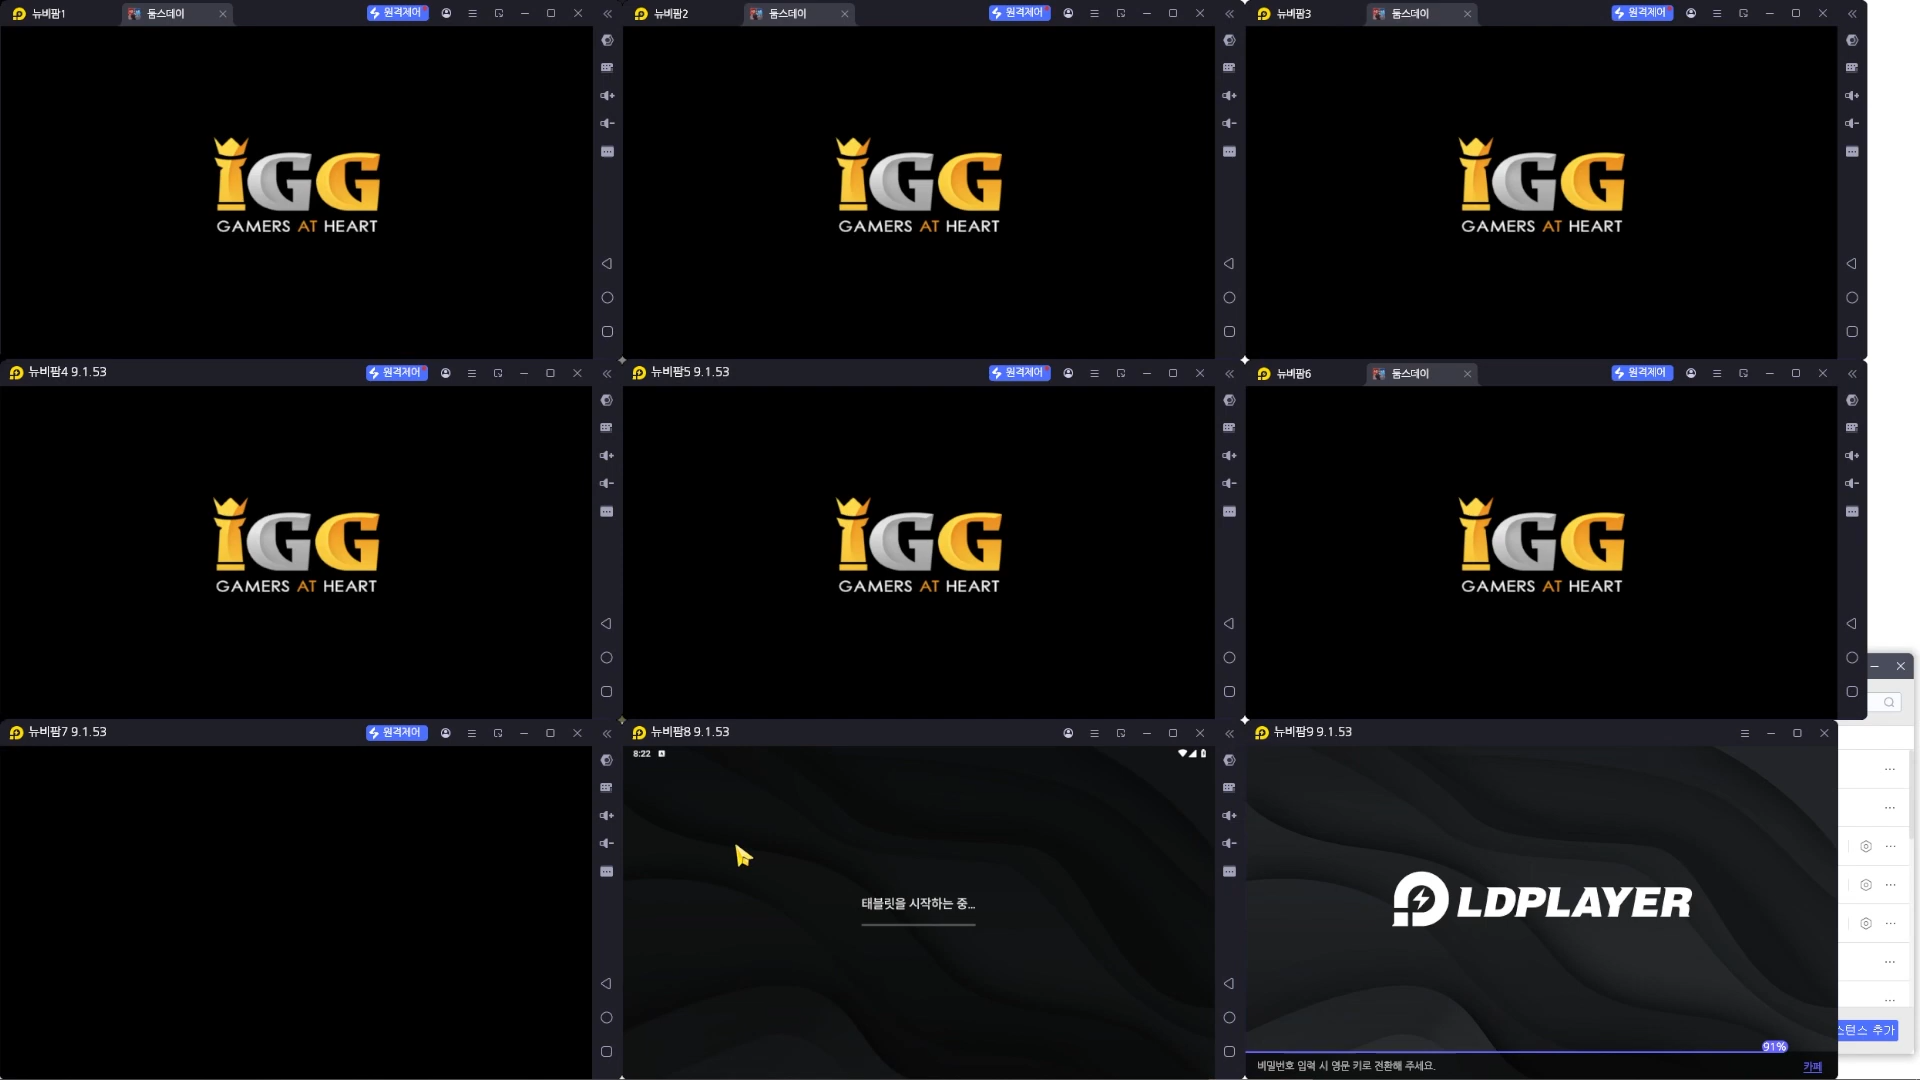 뉴비팜1
둠스데이
원격제어
뉴비팜2
둠스데이
원격제어
뉴비팜3
둠스데이
원격제어
IGG
GAMERS AT HEART
IGG
GAMERS AT HEART
IGG
GAMERS AT HEART
뉴비팜4 9.1.53
원격제어
뉴비팜5 9.1.53
원격제어
뉴비팜6
둠스데이
원격제어
IGG
GAMERS AT HEART
IGG
GAMERS AT HEART
IGG
GAMERS AT HEART
뉴비팜7 9.1.53
원격제어
뉴비팜8 9.1.53
뉴비팜9 9.1.53
8:22
태블릿을 시작하는 중...
LDPLAYER
스턴스 추가
91%
비밀번호 입력 시 영문 키로 전환해 주세요.
카페